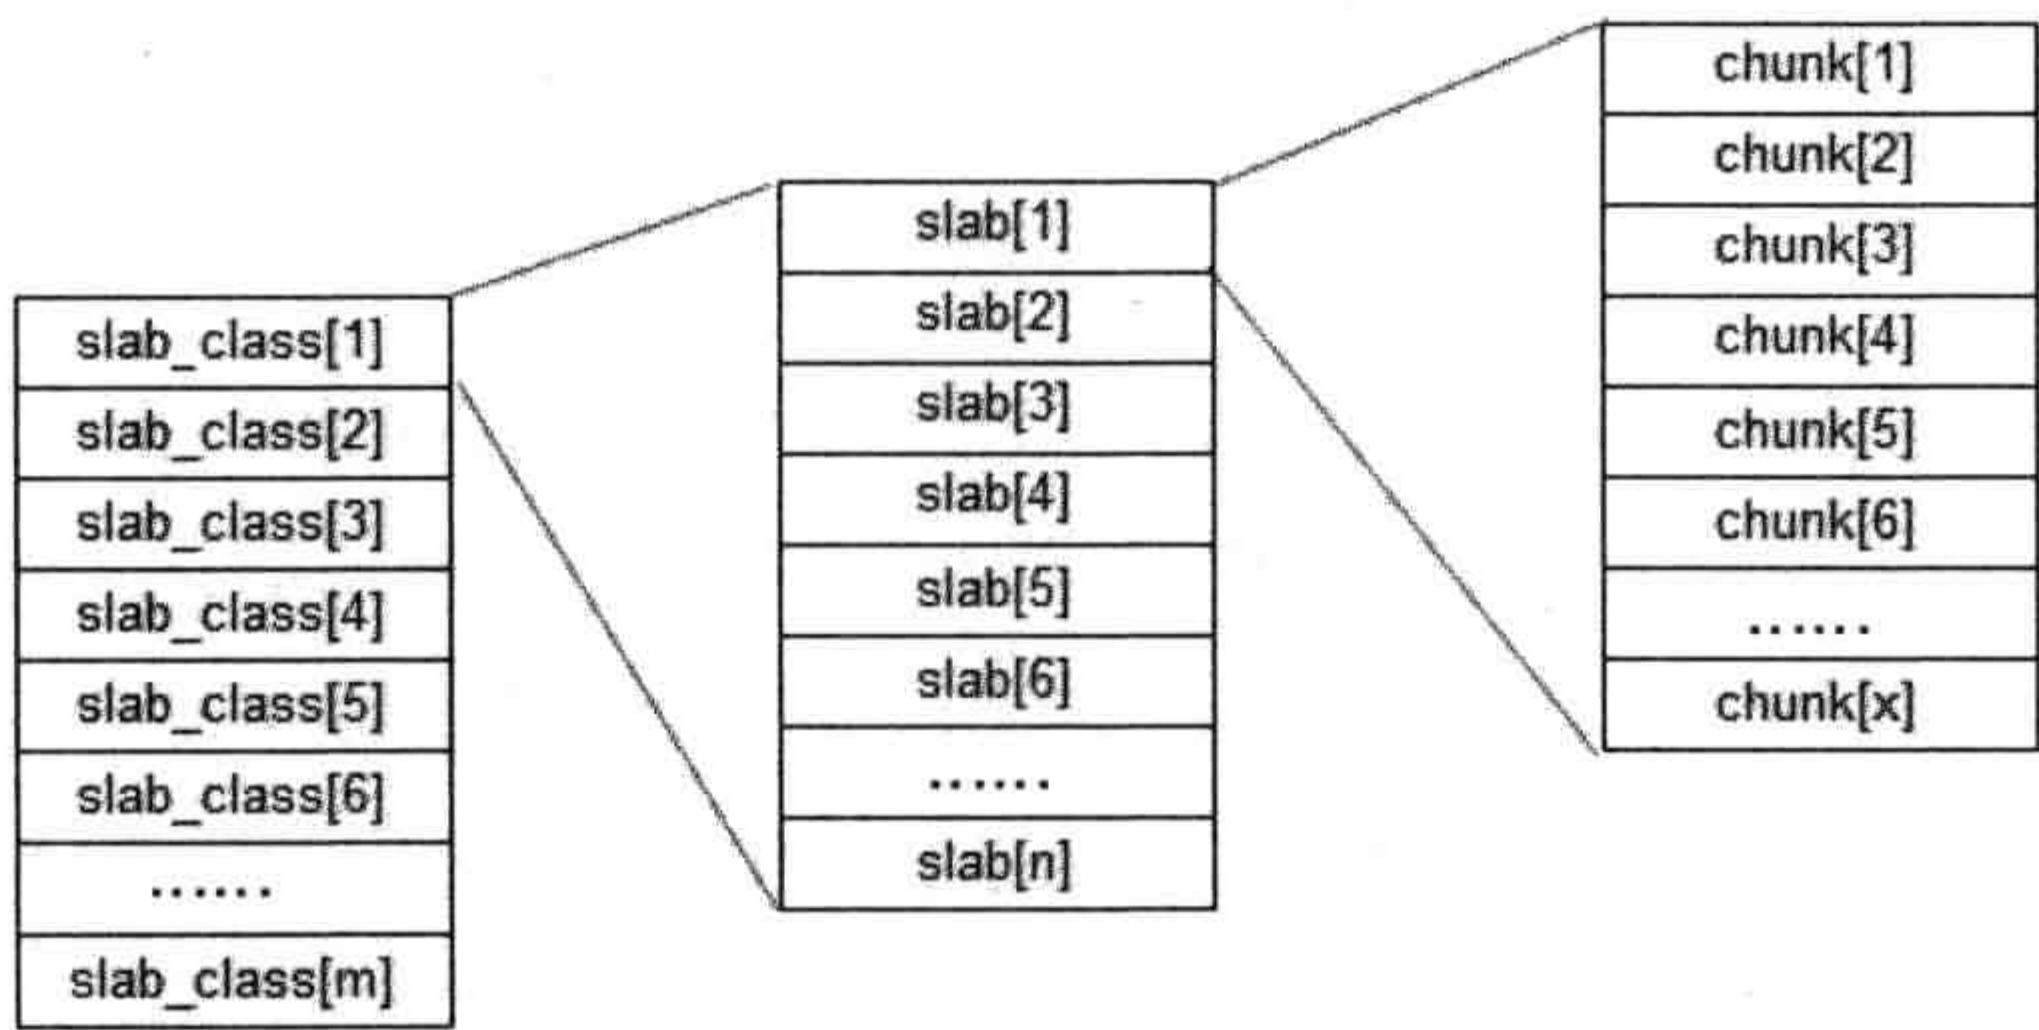 slab_class[1]
slab_class[2]
slab_class[3]
slab_class[4]
slab_class[5]
slab_class[6]
......
slab_class[m]
slab[1]
slab[2]
slab[3]
slab[4]
slab[5]
slab[6]
......
slab[n]
chunk[1]
chunk[2]
chunk[3]
chunk[4]
chunk[5]
chunk[6]
......
chunk[x]